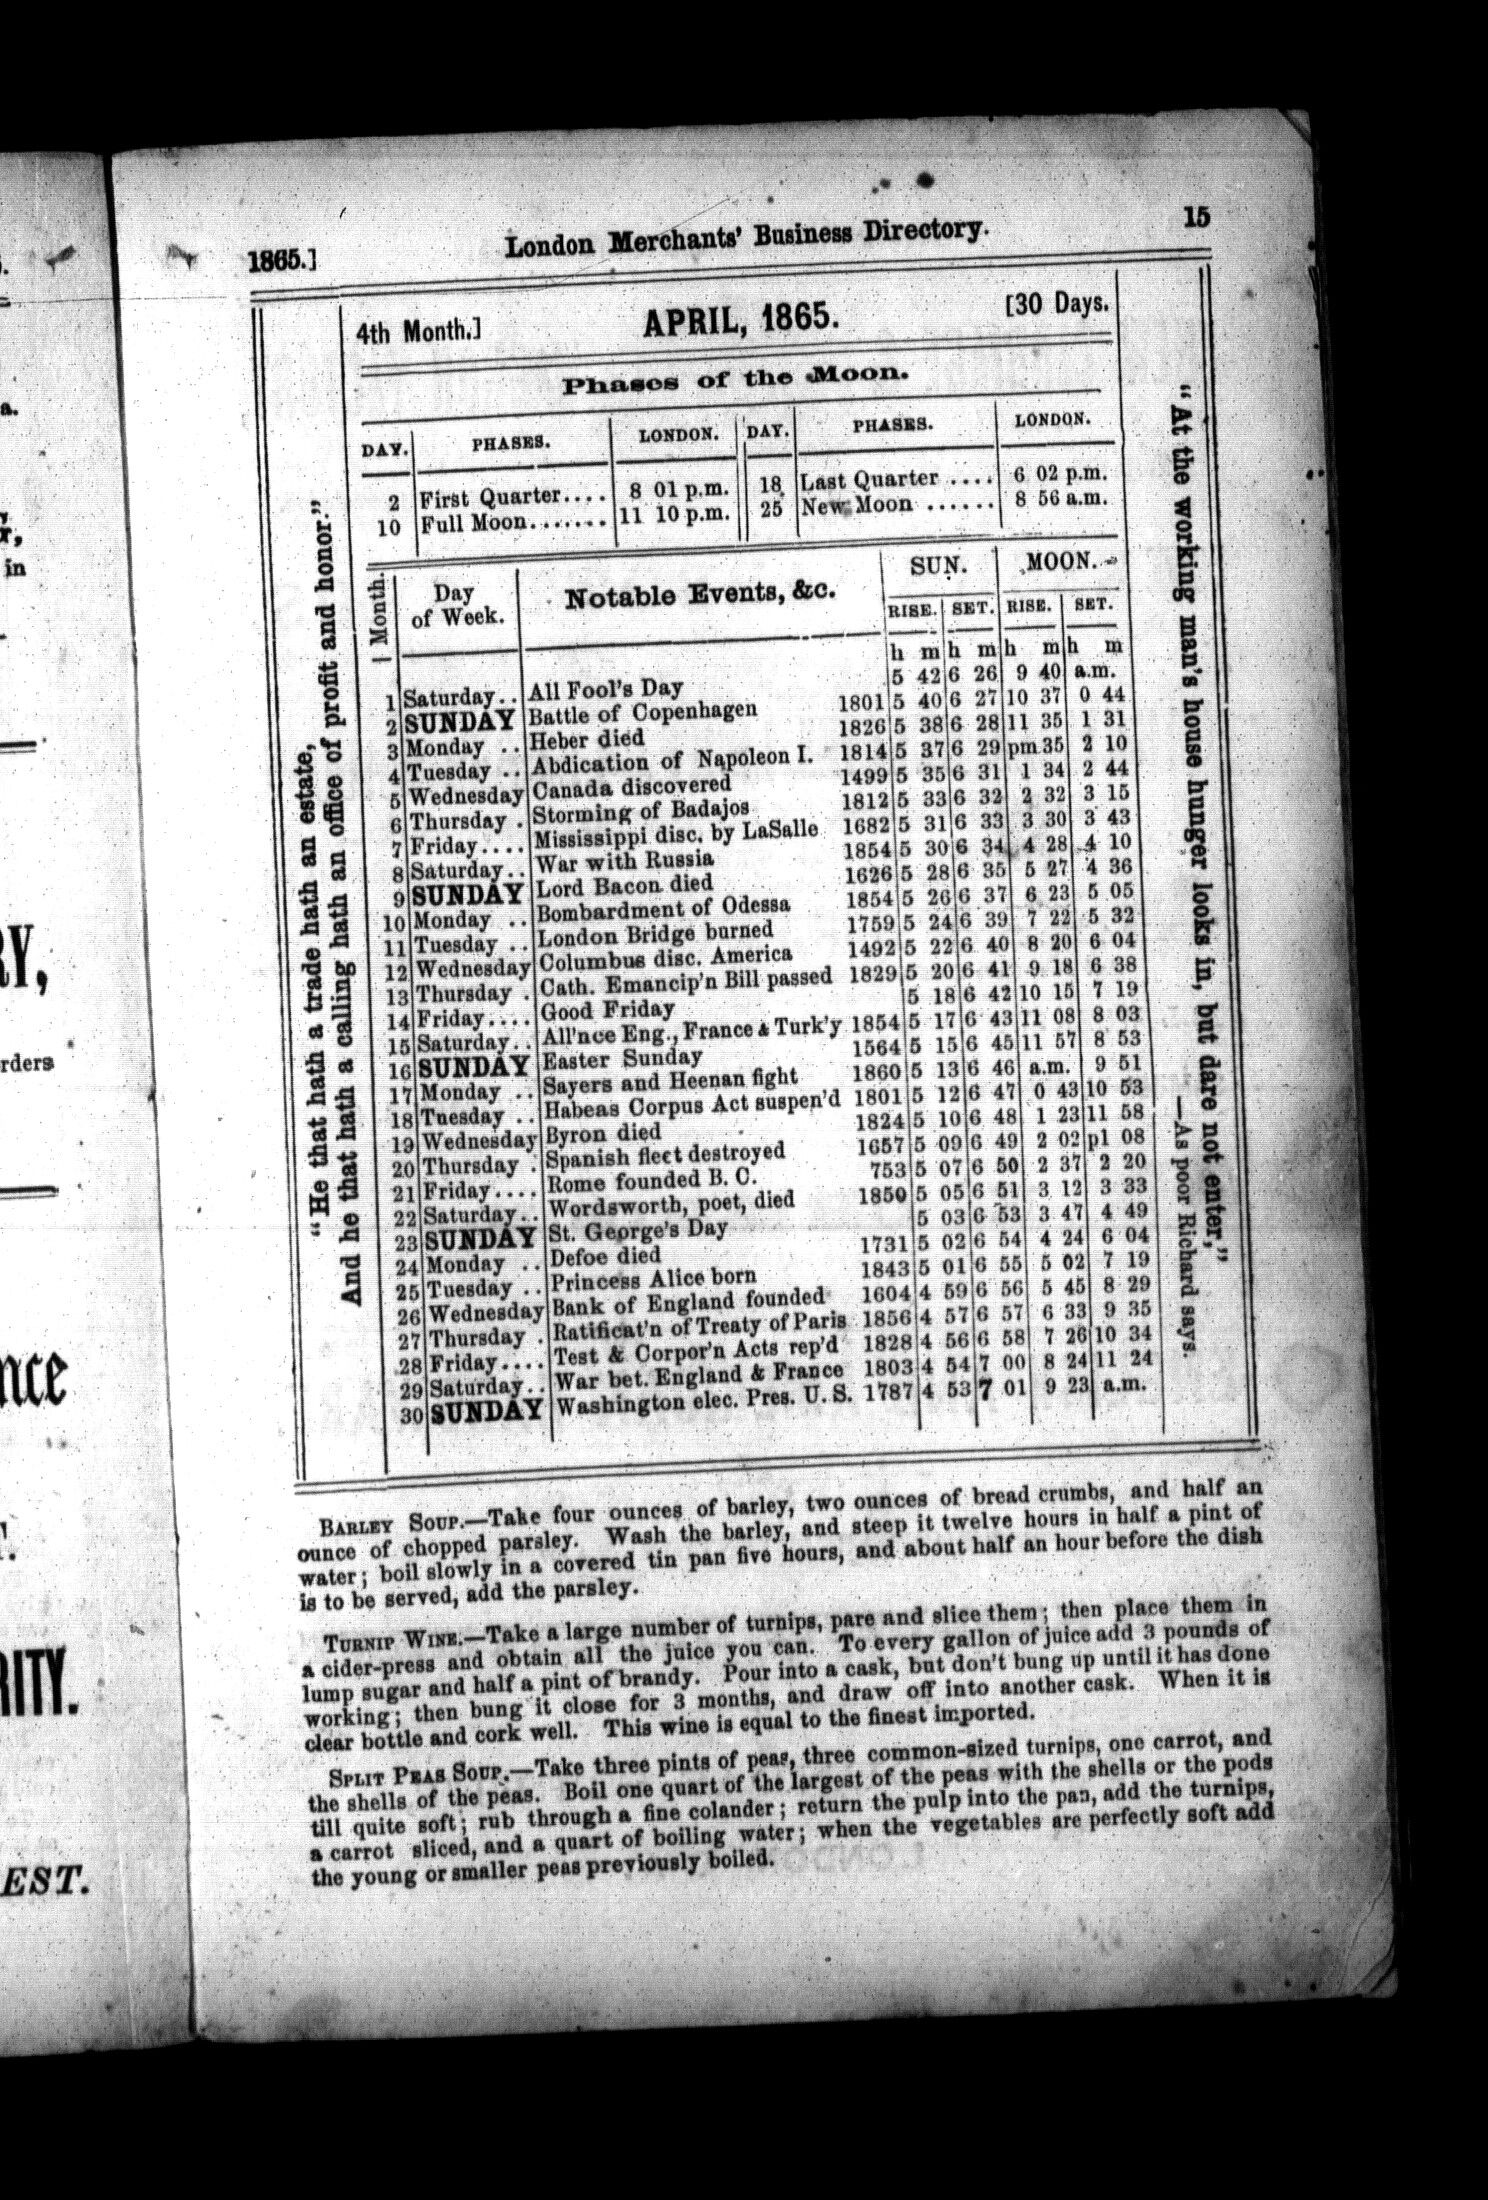 1865.] London Merchants' Business Directory. 15
4th Month.] APRIL, 1865. [30 Days.
Phases of the Moon.
DAY. PHASES. LONDON. DAY. PHASES. LONDON.
2 First Quarter.... 8 01 p.m. 18 Last Quarter .... 6 02 p.m.
10 Full Moon....... 11 10 p.m. 25 New Moon ...... 8 56 a.m.
SUN. MOON.
Month. Day of Week. Notable Events, &c. RISE. SET. RISE. SET.
h m h m h m h m
1 Saturday.. All Fool's Day 5 42 6 26 9 40 a.m.
2 SUNDAY Battle of Copenhagen 1801 5 40 6 27 10 37 0 44
3 Monday .. Heber died 1826 5 38 6 28 11 35 1 31
4 Tuesday .. Abdication of Napoleon I. 1814 5 37 6 29 pm 35 2 10
5 Wednesday Canada discovered 1499 5 35 6 31 1 34 2 44
6 Thursday . Storming of Badajos 1812 5 33 6 32 2 32 3 15
7 Friday.... Mississippi disc. by LaSalle 1682 5 31 6 33 3 30 3 43
8 Saturday.. War with Russia 1854 5 30 6 34 4 28 4 10
9 SUNDAY Lord Bacon died 1626 5 28 6 35 5 27 4 36
10 Monday .. Bombardment of Odessa 1854 5 26 6 37 6 23 5 05
11 Tuesday .. London Bridge burned 1759 5 24 6 39 7 22 5 32
12 Wednesday Columbus disc. America 1492 5 22 6 40 8 20 6 04
13 Thursday . Cath. Emancip'n Bill passed 1829 5 20 6 41 9 18 6 38
14 Friday.... Good Friday 5 18 6 42 10 15 7 19
15 Saturday.. All'nce Eng., France & Turk'y 1854 5 17 6 43 11 08 8 03
16 SUNDAY Easter Sunday 1564 5 15 6 45 11 57 8 53
17 Monday .. Sayers and Heenan fight 1860 5 13 6 46 a.m. 9 51
18 Tuesday .. Habeas Corpus Act suspen'd 1801 5 12 6 47 0 43 10 53
19 Wednesday Byron died 1824 5 10 6 48 1 23 11 58
20 Thursday . Spanish fleet destroyed 1657 5 09 6 49 2 02 p1 08
21 Friday.... Rome founded B. C. 753 5 07 6 50 2 37 2 20
22 Saturday.. Wordsworth, poet, died 1850 5 05 6 51 3 12 3 33
23 SUNDAY St. George's Day 5 03 6 53 3 47 4 49
24 Monday .. Defoe died 1731 5 02 6 54 4 24 6 04
25 Tuesday .. Princess Alice born 1843 5 01 6 55 5 02 7 19
26 Wednesday Bank of England founded 1604 4 59 6 56 5 45 8 29
27 Thursday . Ratificat'n of Treaty of Paris 1856 4 57 6 57 6 33 9 35
28 Friday.... Test & Corpor'n Acts rep'd 1828 4 56 6 58 7 26 10 34
29 Saturday.. War bet. England & France 1803 4 54 7 00 8 24 11 24
30 SUNDAY Washington elec. Pres. U. S. 1787 4 53 7 01 9 23 a.m.
"He that hath a trade hath an estate,
And he that hath a calling hath an office of profit and honor."
"At the working man's house hunger looks in, but dare not enter,"
—As poor Richard says.
BARLEY SOUP.—Take four ounces of barley, two ounces of bread crumbs, and half an
ounce of chopped parsley. Wash the barley, and steep it twelve hours in half a pint of
water; boil slowly in a covered tin pan five hours, and about half an hour before the dish
is to be served, add the parsley.
TURNIP WINE.—Take a large number of turnips, pare and slice them; then place them in
a cider-press and obtain all the juice you can. To every gallon of juice add 3 pounds of
lump sugar and half a pint of brandy. Pour into a cask, but don't bung up until it has done
working; then bung it close for 3 months, and draw off into another cask. When it is
clear bottle and cork well. This wine is equal to the finest imported.
SPLIT PEAS SOUP.—Take three pints of peas, three common-sized turnips, one carrot, and
the shells of the peas. Boil one quart of the largest of the peas with the shells or the pods
till quite soft; rub through a fine colander; return the pulp into the pan, add the turnips,
a carrot sliced, and a quart of boiling water; when the vegetables are perfectly soft add
the young or smaller peas previously boiled.